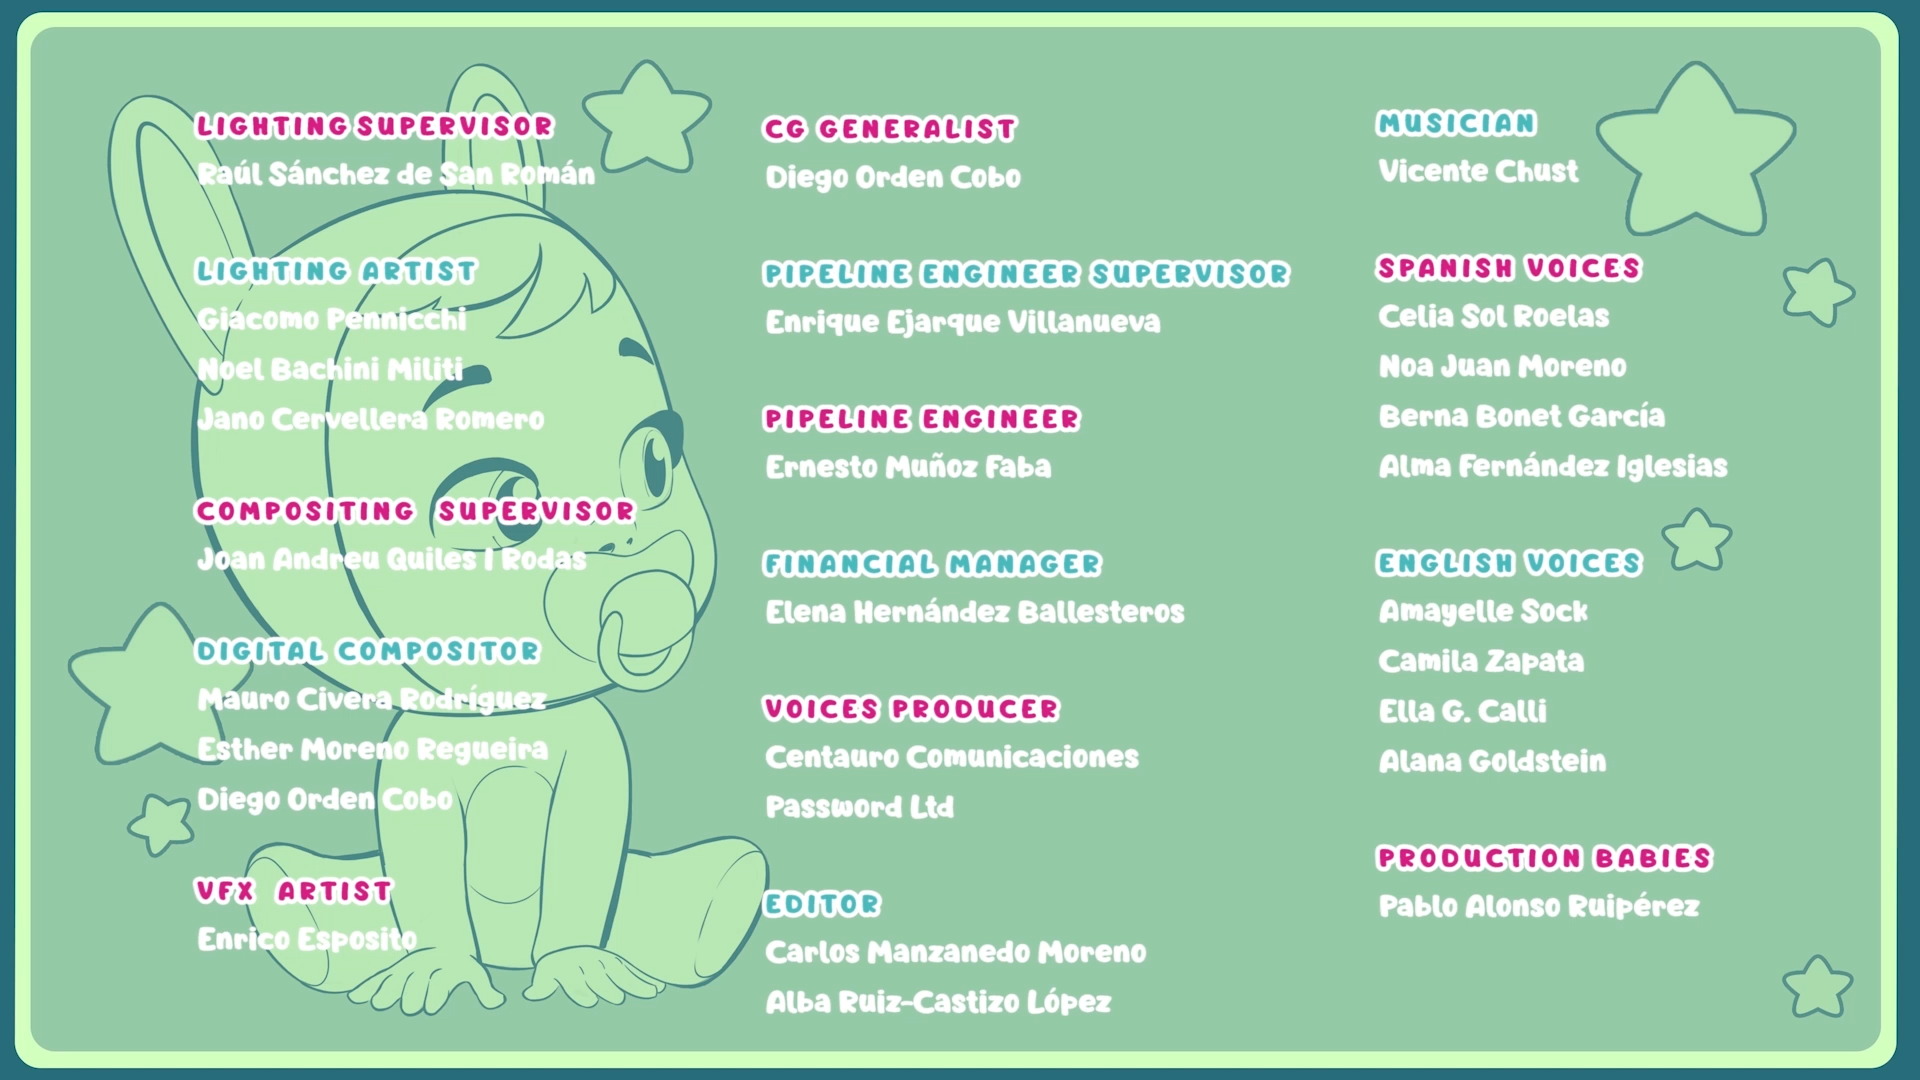 LIGHTING SUPERVISOR
Raúl Sánchez de San Román
LIGHTING ARTIST
Giacomo Pennicchi
Noel Bachini Militi
Jano Cervellera Romero
COMPOSITING SUPERVISOR
Joan Andreu Quiles I Rodas
DIGITAL COMPOSITOR
Mauro Civera Rodríguez
Esther Moreno Regueira
Diego Orden Cobo
VFX ARTIST
Enrico Esposito
CG GENERALIST
Diego Orden Cobo
PIPELINE ENGINEER SUPERVISOR
Enrique Ejarque Villanueva
PIPELINE ENGINEER
Ernesto Muñoz Faba
FINANCIAL MANAGER
Elena Hernández Ballesteros
VOICES PRODUCER
Centauro Comunicaciones
Password Ltd
EDITOR
Carlos Manzanedo Moreno
Alba Ruiz-Castizo López
MUSICIAN
Vicente Chust
SPANISH VOICES
Celia Sol Roelas
Noa Juan Moreno
Berna Bonet García
Alma Fernández Iglesias
ENGLISH VOICES
Amayelle Sock
Camila Zapata
Ella G. Calli
Alana Goldstein
PRODUCTION BABIES
Pablo Alonso Ruipérez